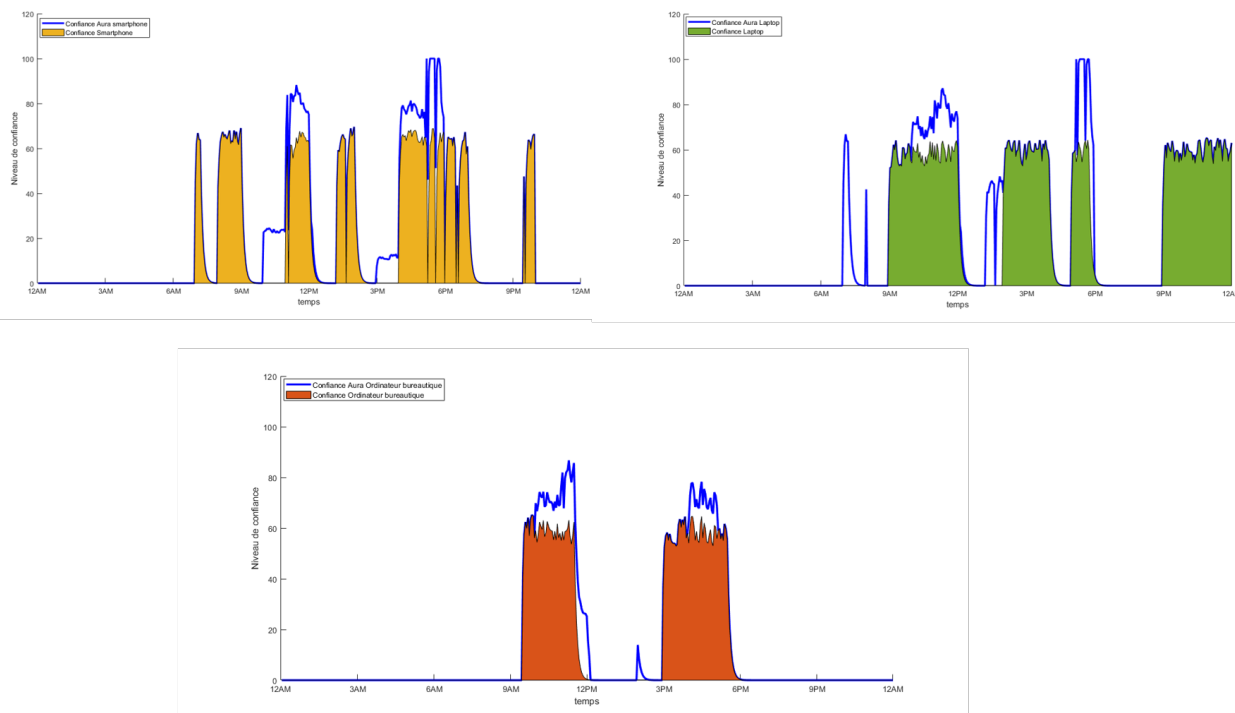 120
Confiance Aura smartphone
Confiance Smartphone
100
80
60
40
20
0
Niveau de confiance
12AM 3AM 6AM 9AM 12PM 3PM 6PM 9PM 12AM
temps
120
Confiance Aura Laptop
Confiance Laptop
100
80
60
40
20
0
Niveau de confiance
12AM 3AM 6AM 9AM 12PM 3PM 6PM 9PM 12A
temps
120
Confiance Aura Ordinateur bureautique
Confiance Ordinateur bureautique
100
80
60
40
20
0
Niveau de confiance
12AM 3AM 6AM 9AM 12PM 3PM 6PM 9PM 12AM
temps